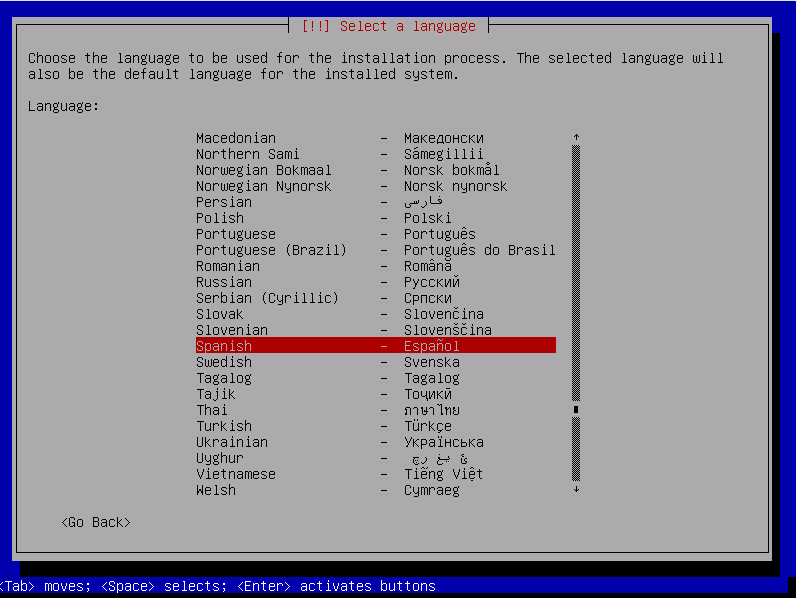 [!!] Select a language
Choose the language to be used for the installation process. The selected language will
also be the default language for the installed system.
Language:
Macedonian - Македонски
Northern Sami - Sámegillii
Norwegian Bokmaal - Norsk bokmål
Norwegian Nynorsk - Norsk nynorsk
Persian - فارسی
Polish - Polski
Portuguese - Português
Portuguese (Brazil) - Português do Brasil
Romanian - Română
Russian - Русский
Serbian (Cyrillic) - Српски
Slovak - Slovenčina
Slovenian - Slovenščina
Spanish - Español
Swedish - Svenska
Tagalog - Tagalog
Tajik - Тоҷикӣ
Thai - ภาษาไทย
Turkish - Türkçe
Ukrainian - Українська
Uyghur -
Vietnamese - Tiếng Việt
Welsh - Cymraeg
<Go Back>
<Tab> moves; <Space> selects; <Enter> activates buttons